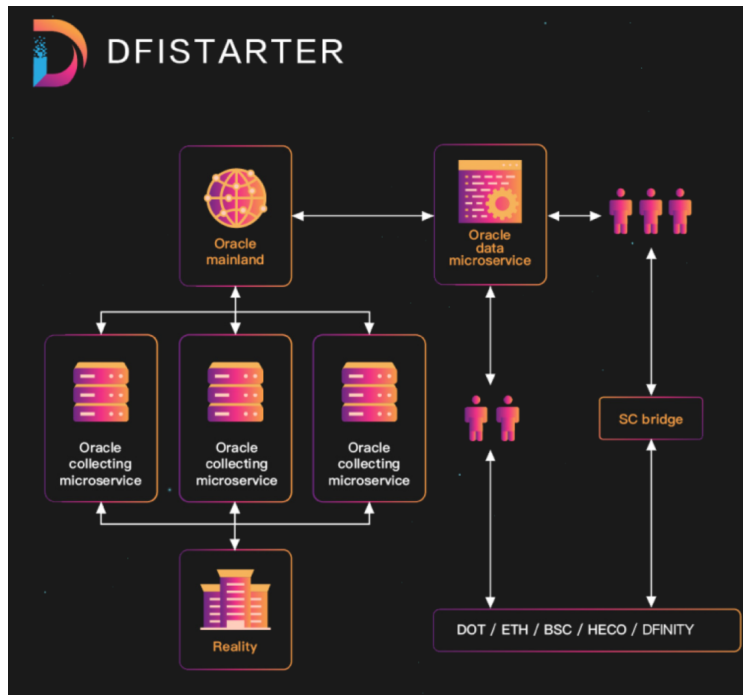 DFISTARTER
Oracle
mainland
Oracle
data
microservice
Oracle
collecting
microservice
Oracle
collecting
microservice
Oracle
collecting
microservice
SC bridge
Reality
DOT / ETH / BSC / HECO / DFINITY